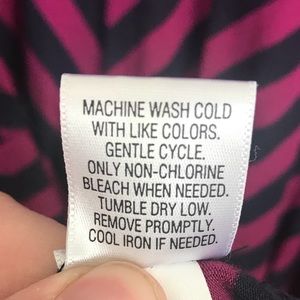 MACHINE WASH COLD
WITH LIKE COLORS.
GENTLE CYCLE.
ONLY NON-CHLORINE
BLEACH WHEN NEEDED.
TUMBLE DRY LOW.
REMOVE PROMPTLY.
COOL IRON IF NEEDED.